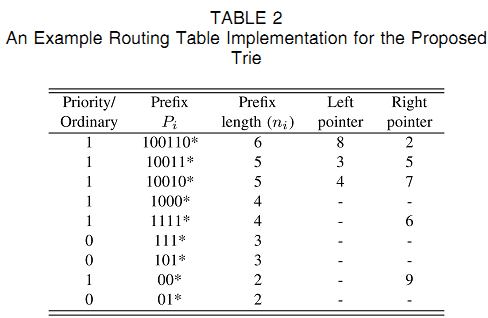 TABLE 2
An Example Routing Table Implementation for the Proposed
Trie
Priority/ Prefix Prefix Left Right
Ordinary Pi length (ni) pointer pointer
1 100110* 6 8 2
1 10011* 5 3 5
1 10010* 5 4 7
1 1000* 4 - -
1 1111* 4 - 6
0 111* 3 - -
0 101* 3 - -
1 00* 2 - 9
0 01* 2 - -